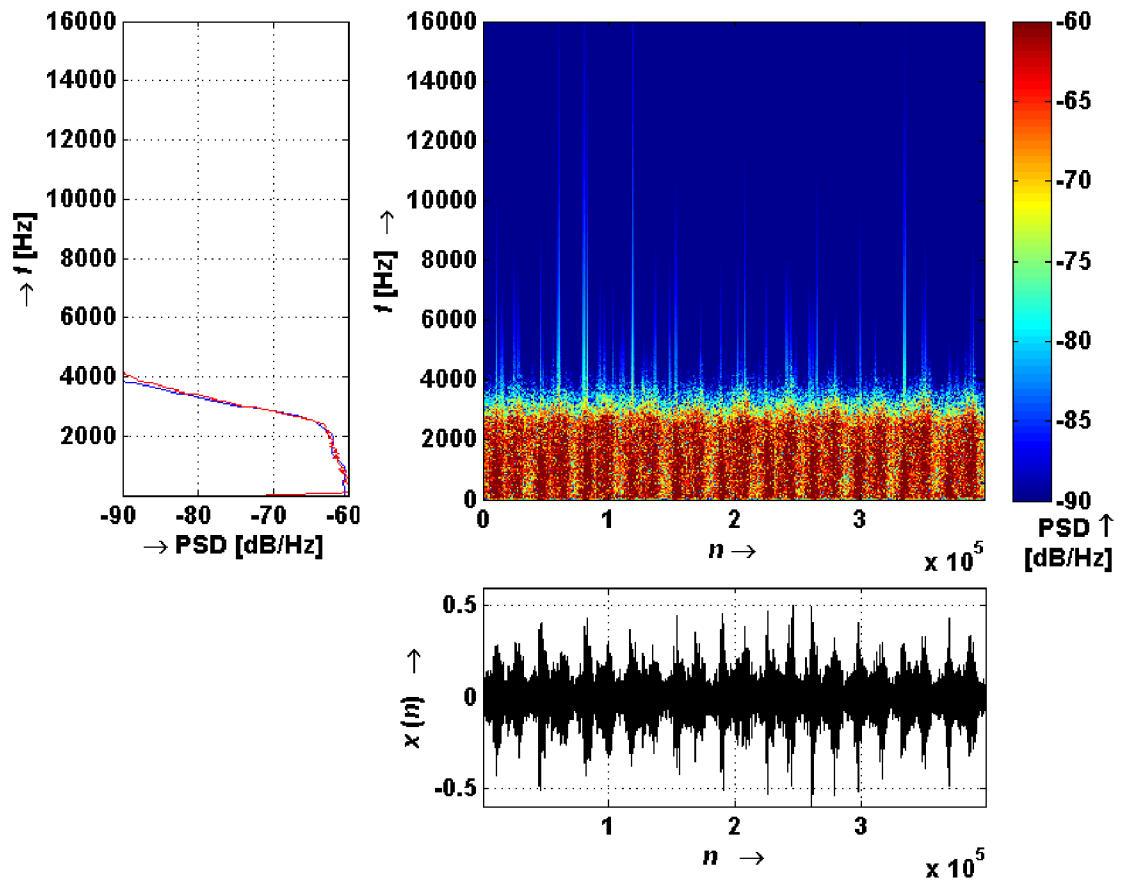 16000
14000
12000
10000
8000
6000
4000
2000
→ f [Hz]
-90 -80 -70 -60
→ PSD [dB/Hz]
16000
14000
12000
10000
8000
6000
4000
2000
0
f [Hz] →
0 1 2 3
n →
x 10^5
-60
-65
-70
-75
-80
-85
-90
PSD ↑
[dB/Hz]
0.5
0
-0.5
x (n) →
1 2 3
n →
x 10^5